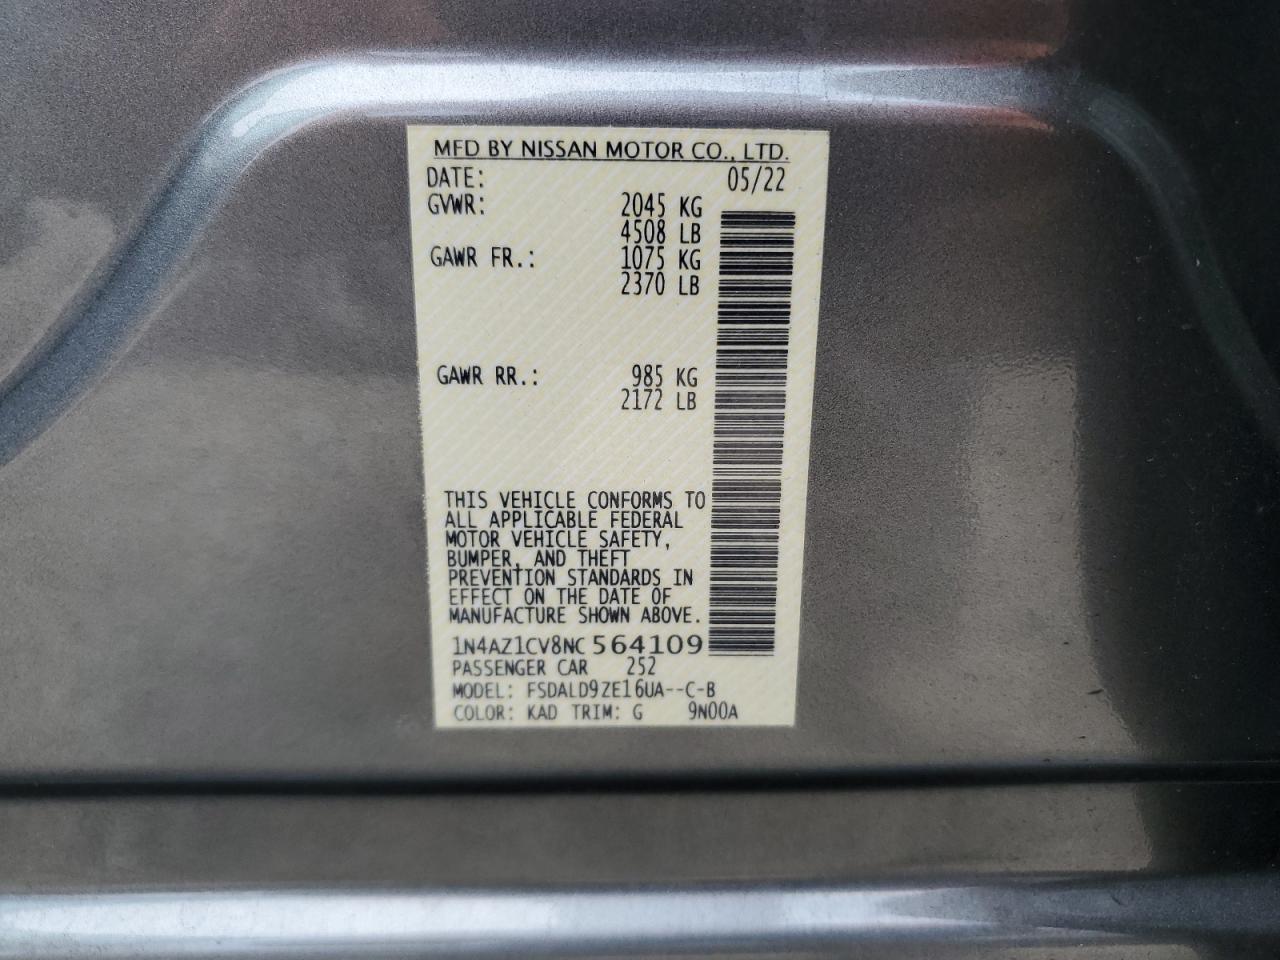 MFD BY NISSAN MOTOR CO., LTD.
DATE: 05/22
GVWR: 2045 KG
4508 LB
GAWR FR.: 1075 KG
2370 LB
GAWR RR.: 985 KG
2172 LB
THIS VEHICLE CONFORMS TO
ALL APPLICABLE FEDERAL
MOTOR VEHICLE SAFETY,
BUMPER, AND THEFT
PREVENTION STANDARDS IN
EFFECT ON THE DATE OF
MANUFACTURE SHOWN ABOVE.
1N4AZ1CV8NC564109
PASSENGER CAR 252
MODEL: FSDALD9ZE16UA--C-B
COLOR: KAD TRIM: G 9N00A